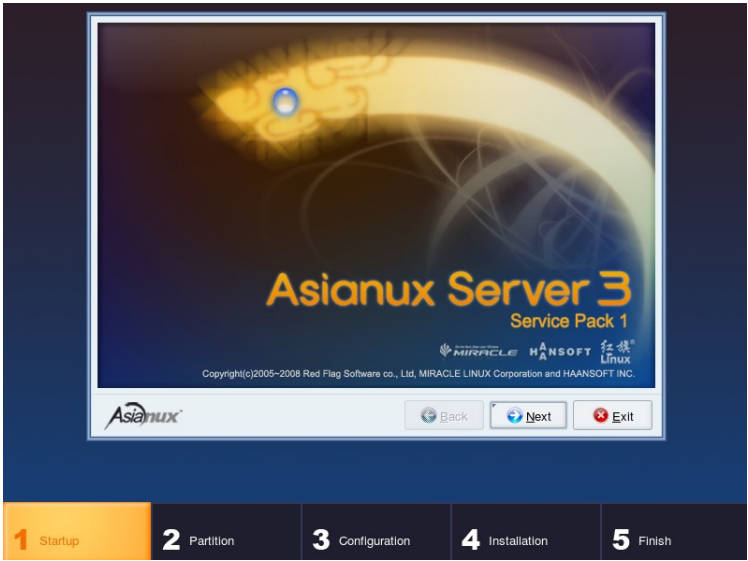 Asianux Server 3
Service Pack 1
MIRACLE HAANSOFT 红旗® Linux
Copyright(c)2005-2008 Red Flag Software co., Ltd, MIRACLE LINUX Corporation and HAANSOFT INC.
Asianux Back Next Exit
1 Startup 2 Partition 3 Configuration 4 Installation 5 Finish